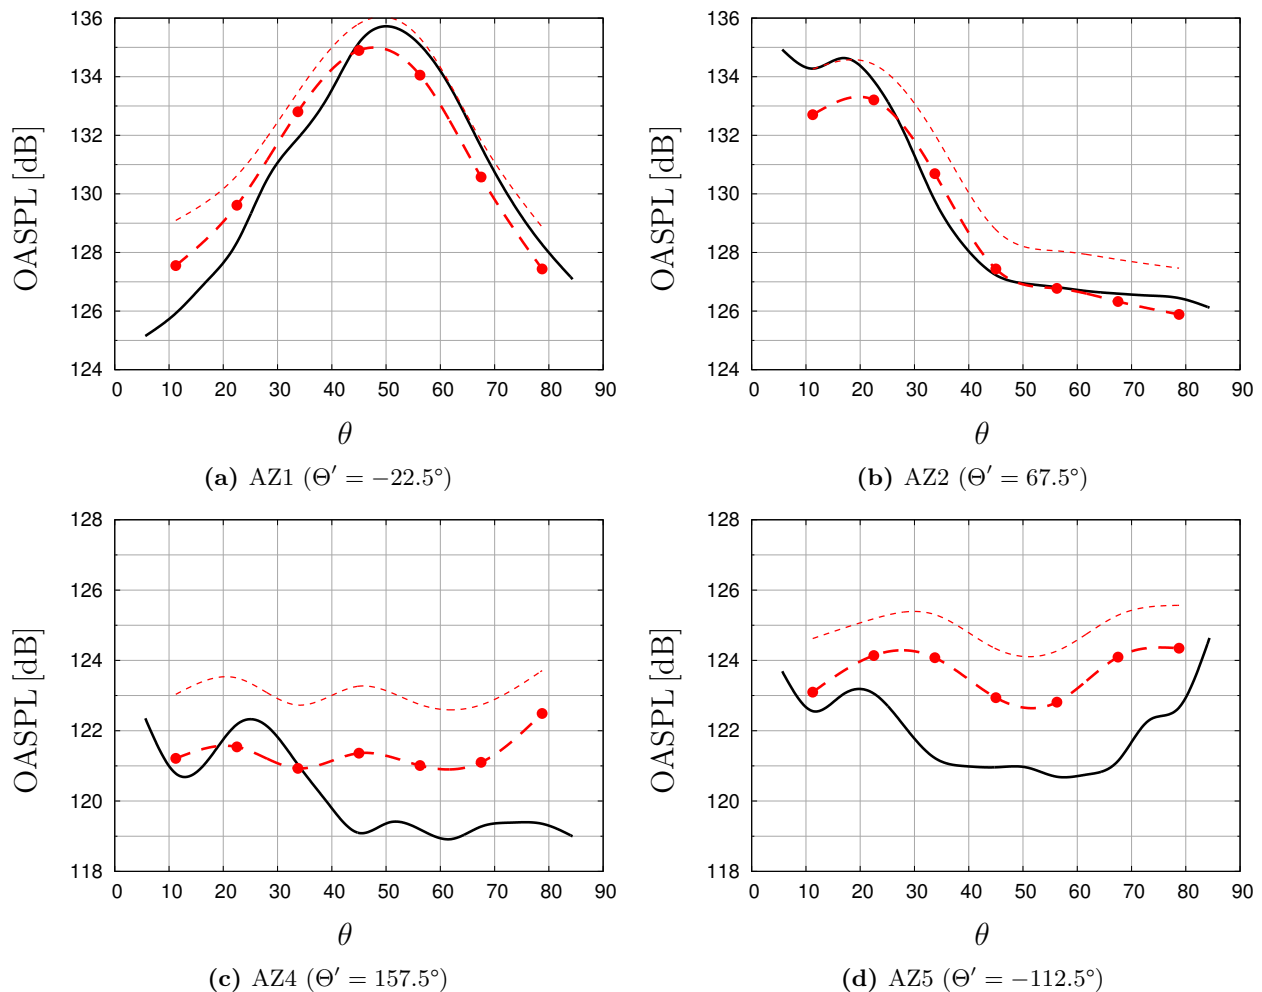 136
134
132
130
128
126
124
OASPL [dB]
0 10 20 30 40 50 60 70 80 90
θ
(a) AZ1 (Θ′ = −22.5°)
136
134
132
130
128
126
124
OASPL [dB]
0 10 20 30 40 50 60 70 80 90
θ
(b) AZ2 (Θ′ = 67.5°)
128
126
124
122
120
118
OASPL [dB]
0 10 20 30 40 50 60 70 80 90
θ
(c) AZ4 (Θ′ = 157.5°)
128
126
124
122
120
118
OASPL [dB]
0 10 20 30 40 50 60 70 80 90
θ
(d) AZ5 (Θ′ = −112.5°)